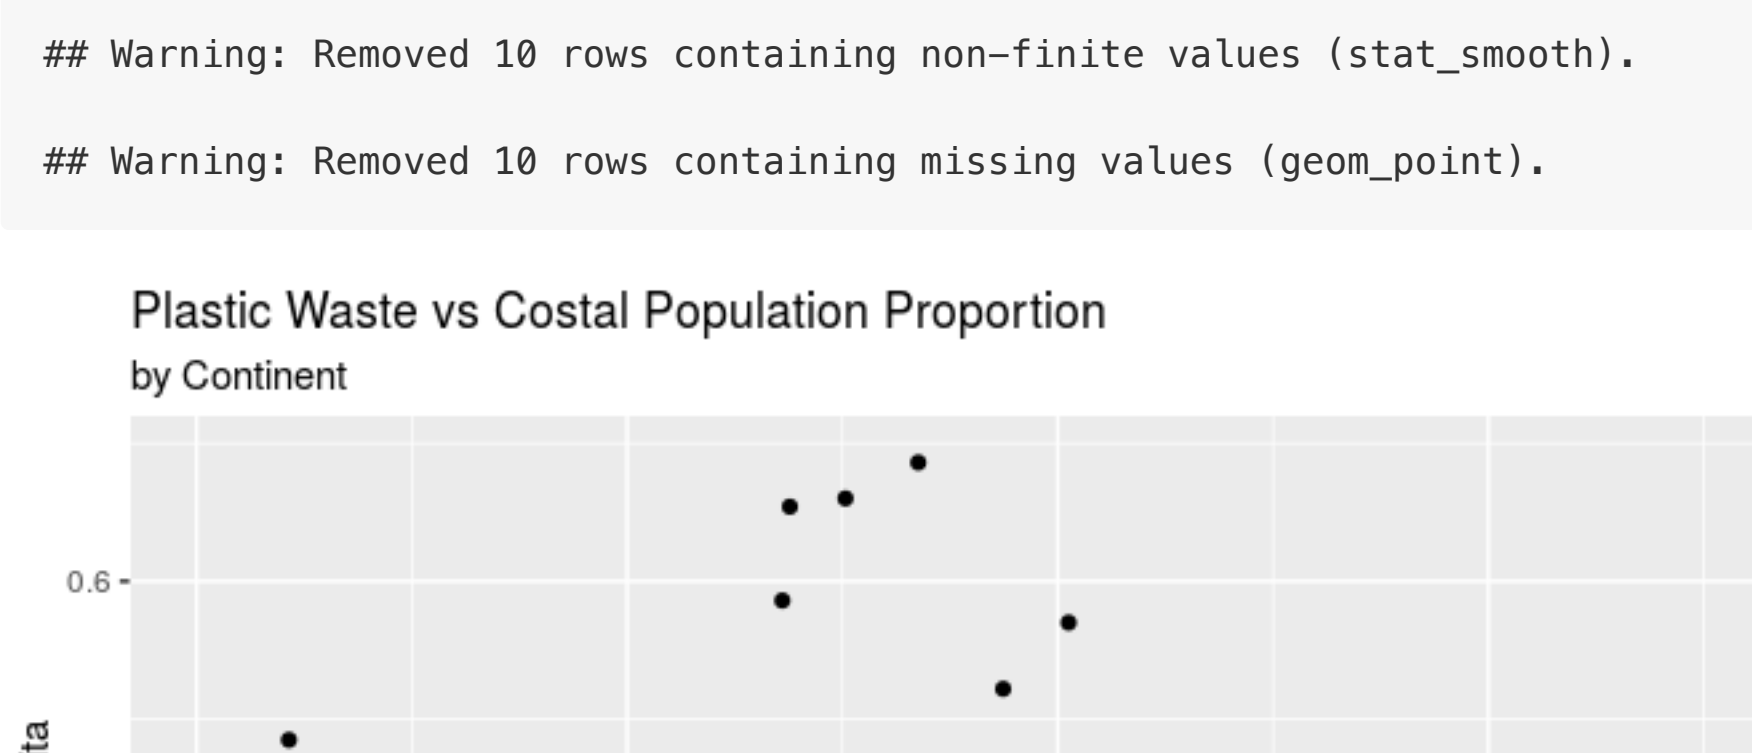 ## Warning: Removed 10 rows containing non-finite values (stat_smooth).
## Warning: Removed 10 rows containing missing values (geom_point).
Plastic Waste vs Costal Population Proportion
by Continent
0.6